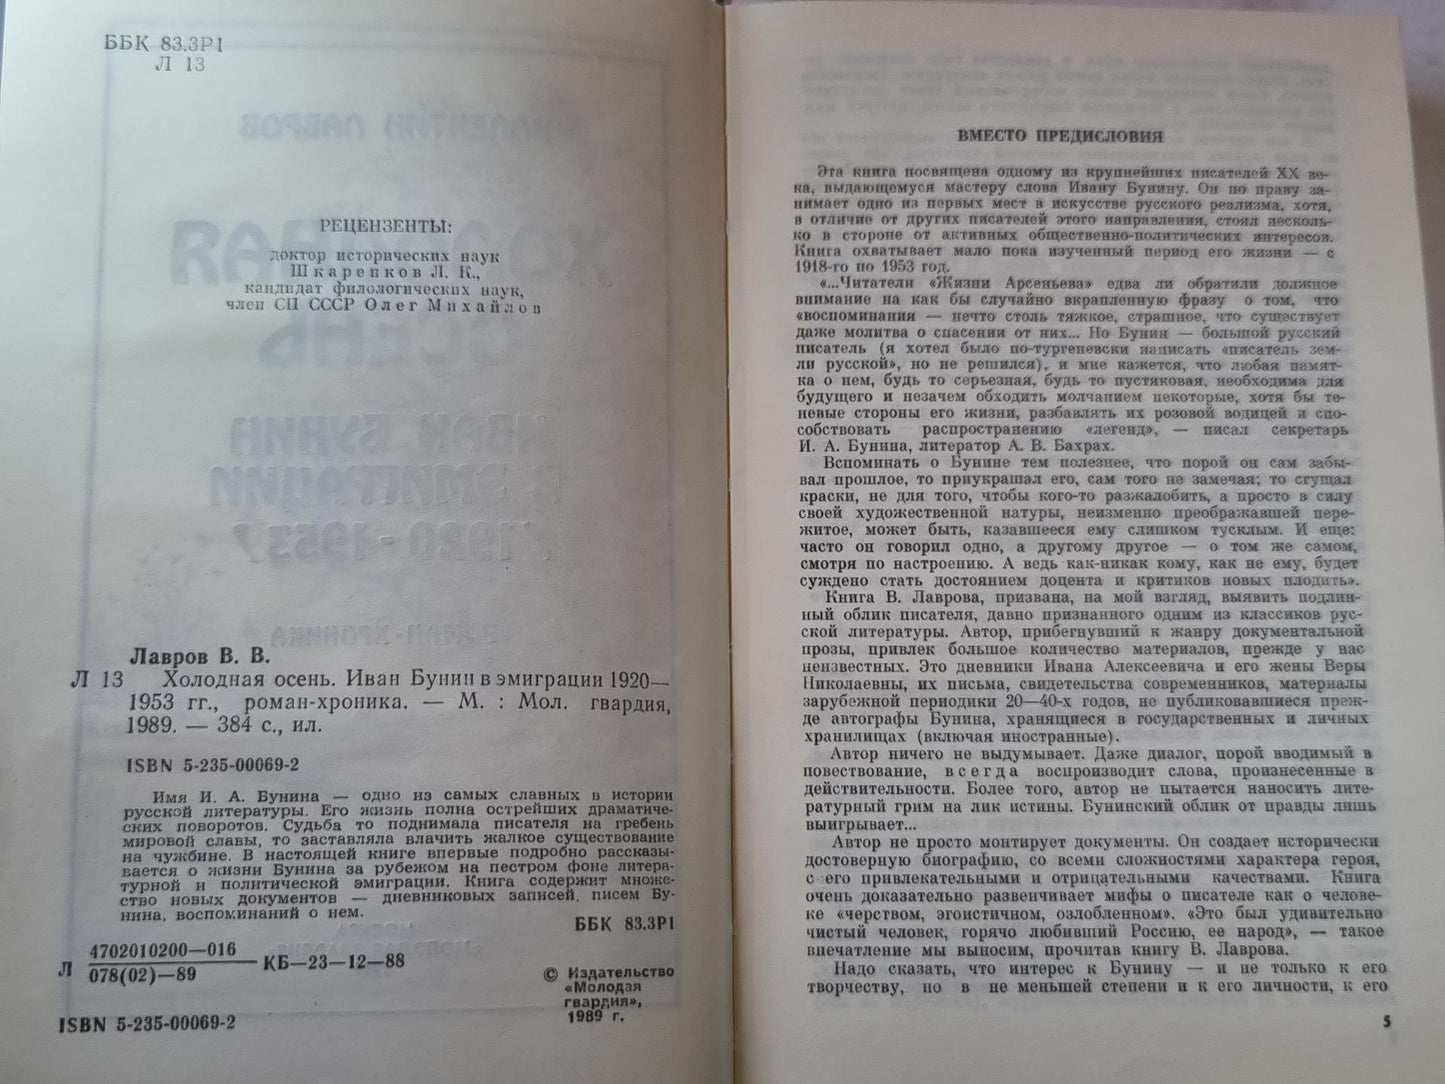 ББК 83.3Р1
Л 13
РЕЦЕНЗЕНТЫ:
доктор исторических наук
Шкаренков Л. К.,
кандидат филологических наук,
член СП СССР Олег Михайлов
Лавров В. В.
Л 13 Холодная осень. Иван Бунин в эмиграции 1920—
1953 гг., роман-хроника. — М. : Мол. гвардия,
1989. — 384 с., ил.
ISBN 5-235-00069-2
Имя И. А. Бунина — одно из самых славных в истории
русской литературы. Его жизнь полна острейших драматиче-
ских поворотов. Судьба то поднимала писателя на гребень
мировой славы, то заставляла влачить жалкое существование
на чужбине. В настоящей книге впервые подробно рассказы-
вается о жизни Бунина за рубежом на пестром фоне литера-
турной и политической эмиграции. Книга содержит множе-
ство новых документов — дневниковых записей, писем Бу-
нина, воспоминаний о нем.
ББК 83.3Р1
Л 4702010200—016
078(02)—89 КБ—23—12—88
© Издательство
«Молодая
гвардия»,
1989 г.
ISBN 5-235-00069-2
ВМЕСТО ПРЕДИСЛОВИЯ
Эта книга посвящена одному из крупнейших писателей XX ве-
ка, выдающемуся мастеру слова Ивану Бунину. Он по праву за-
нимает одно из первых мест в искусстве русского реализма, хотя,
в отличие от других писателей этого направления, стоял несколь-
ко в стороне от активных общественно-политических интересов.
Книга охватывает мало пока изученный период его жизни — с
1918-го по 1953 год.
«...Читатели «Жизни Арсеньева» едва ли обратили должное
внимание на как бы случайно вкрапленную фразу о том, что
«воспоминания — нечто столь тяжкое, страшное, что существует
даже молитва о спасении от них... Но Бунин — большой русский
писатель (я хотел было по-тургеневски написать «писатель зем-
ли русской», но не решился), и мне кажется, что любая памят-
ка о нем, будь то серьезная, будь то пустяковая, необходима для
будущего и незачем обходить молчанием некоторые, хотя бы те-
невые стороны его жизни, разбавлять их розовой водицей и спо-
собствовать распространению «легенд», — писал секретарь
И. А. Бунина, литератор А. В. Бахрах.
Вспоминать о Бунине тем полезнее, что порой он сам забы-
вал прошлое, то приукрашал его, сам того не замечая; то сгущал
краски, не для того, чтобы кого-то разжалобить, а просто в силу
своей художественной натуры, неизменно преображавшей пере-
житое, может быть, казавшееся ему слишком тусклым. И еще:
часто он говорил одно, а другому другое — о том же самом,
смотря по настроению. А ведь как-никак кому, как не ему, будет
суждено стать достоянием доцента и критиков новых плодить».
Книга В. Лаврова, призвана, на мой взгляд, выявить подлин-
ный облик писателя, давно признанного одним из классиков рус-
ской литературы. Автор, прибегнувший к жанру документальной
прозы, привлек большое количество материалов, прежде у нас
неизвестных. Это дневники Ивана Алексеевича и его жены Веры
Николаевны, их письма, свидетельства современников, материалы
зарубежной периодики 20—40-х годов, не публиковавшиеся преж-
де автографы Бунина, хранящиеся в государственных и личных
хранилищах (включая иностранные).
Автор ничего не выдумывает. Даже диалог, порой вводимый в
повествование, всегда воспроизводит слова, произнесенные в
действительности. Более того, автор не пытается наносить лите-
ратурный грим на лик истины. Бунинский облик от правды лишь
выигрывает...
Автор не просто монтирует документы. Он создает исторически
достоверную биографию, со всеми сложностями характера героя,
с его привлекательными и отрицательными качествами. Книга
очень доказательно развенчивает мифы о писателе как о челове-
ке «черством, эгоистичном, озлобленном». «Это был удивительно
чистый человек, горячо любивший Россию, ее народ», — такое
впечатление мы выносим, прочитав книгу В. Лаврова.
Надо сказать, что интерес к Бунину — и не только к его
творчеству, но в не меньшей степени и к его личности, к его
5